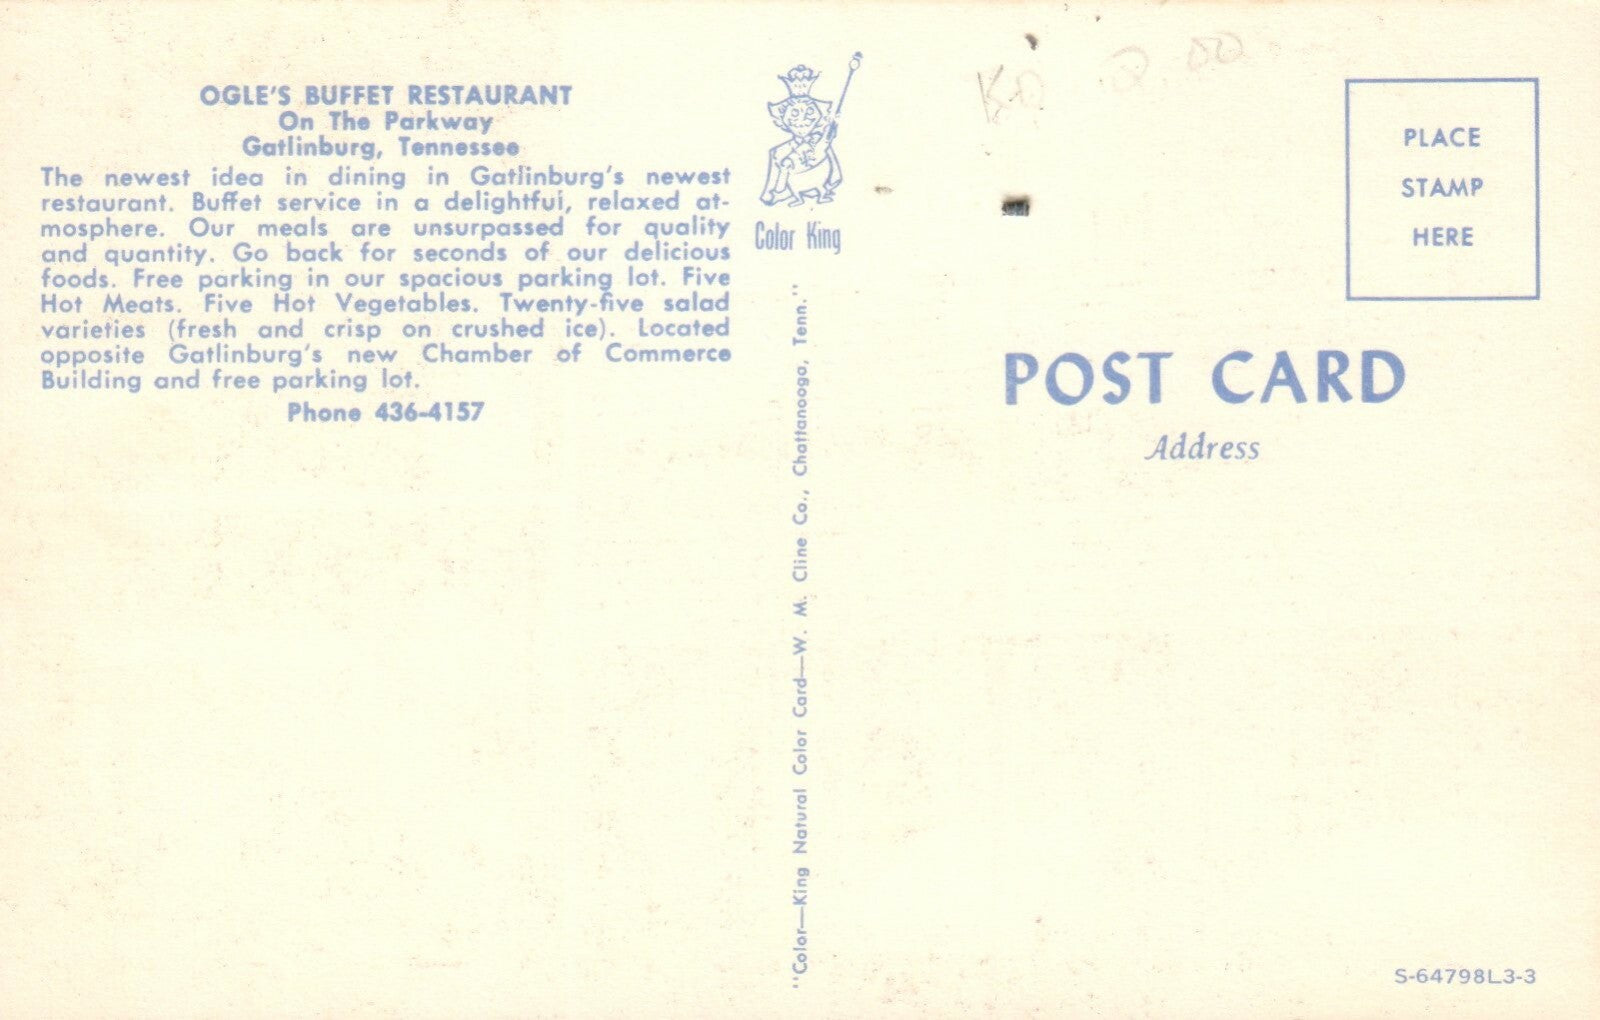 OGLE'S BUFFET RESTAURANT
On The Parkway
Gatlinburg, Tennessee
The newest idea in dining in Gatlinburg's newest
restaurant. Buffet service in a delightful, relaxed at-
mosphere. Our meals are unsurpassed for quality
and quantity. Go back for seconds of our delicious
foods. Free parking in our spacious parking lot. Five
Hot Meats. Five Hot Vegetables. Twenty-five salad
varieties (fresh and crisp on crushed ice). Located
opposite Gatlinburg's new Chamber of Commerce
Building and free parking lot.
Phone 436-4157
Color King
"Color—King Natural Color Card—W. M. Cline Co., Chattanooga, Tenn."
PLACE
STAMP
HERE
POST CARD
Address
S-64798L3-3